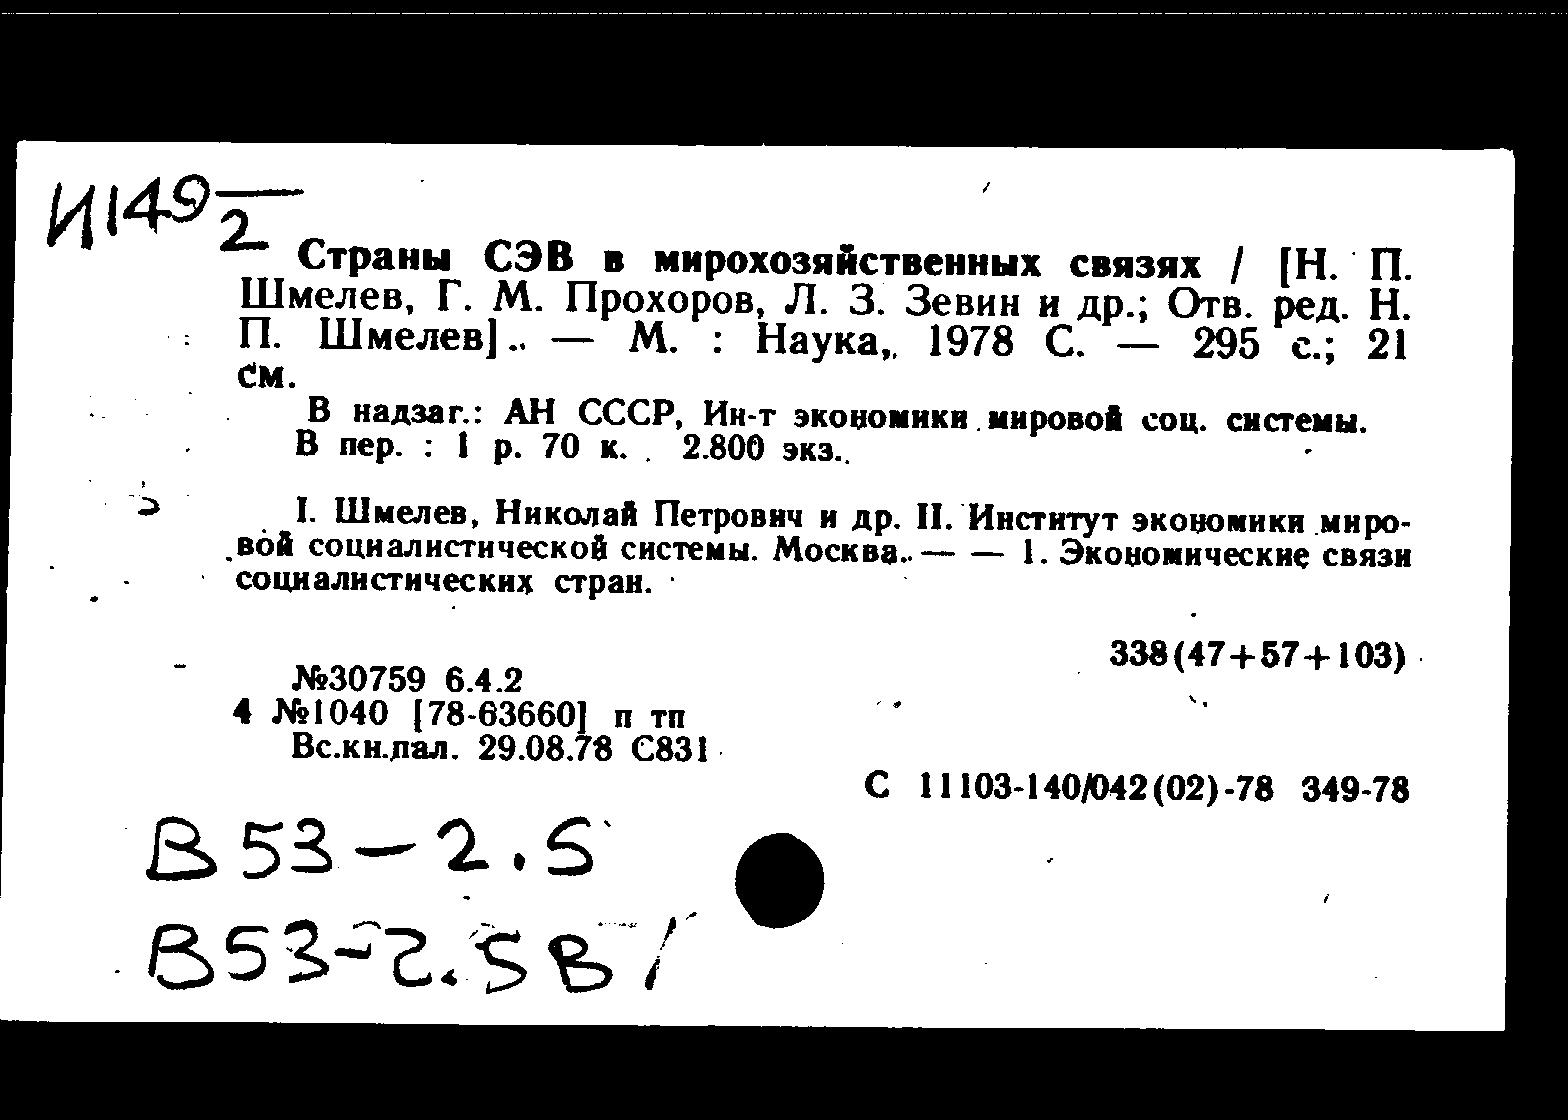 И149 —
2
Страны СЭВ в мирохозяйственных связях / [Н. П.
Шмелев, Г. М. Прохоров, Л. З. Зевин и др.; Отв. ред. Н.
П. Шмелев]. — М. : Наука, 1978 С. — 295 с.; 21
см.
В надзаг.: АН СССР, Ин-т экономики мировой соц. системы.
В пер. : 1 р. 70 к. 2.800 экз.
I. Шмелев, Николай Петрович и др. II. Институт экономики миро-
вой социалистической системы. Москва. — — 1. Экономические связи
социалистических стран.
338(47+57+103)
№30759 6.4.2
4 №1040 [78-63660] п тп
Вс.кн.пал. 29.08.78 С831
С 11103-140/042(02)-78 349-78
В53-2.5
В53-2.5В1